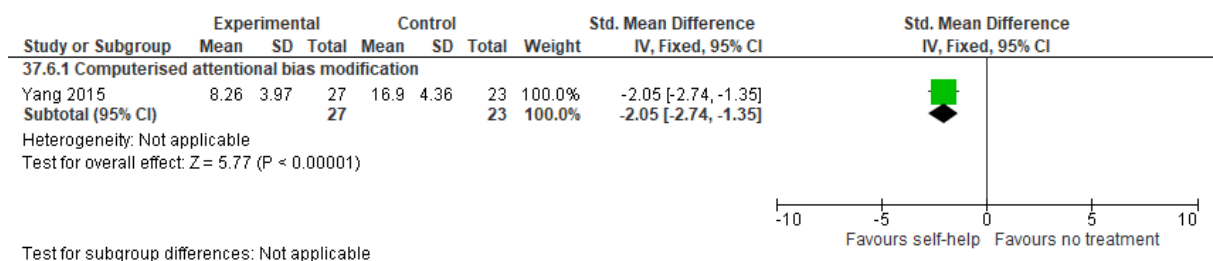 Experimental Control Std. Mean Difference Std. Mean Difference
Study or Subgroup Mean SD Total Mean SD Total Weight IV, Fixed, 95% CI IV, Fixed, 95% CI
37.6.1 Computerised attentional bias modification
Yang 2015 8.26 3.97 27 16.9 4.36 23 100.0% -2.05 [-2.74, -1.35]
Subtotal (95% CI) 27 23 100.0% -2.05 [-2.74, -1.35]
Heterogeneity: Not applicable
Test for overall effect: Z = 5.77 (P < 0.00001)
-10 -5 0 5 10
Favours self-help Favours no treatment
Test for subgroup differences: Not applicable